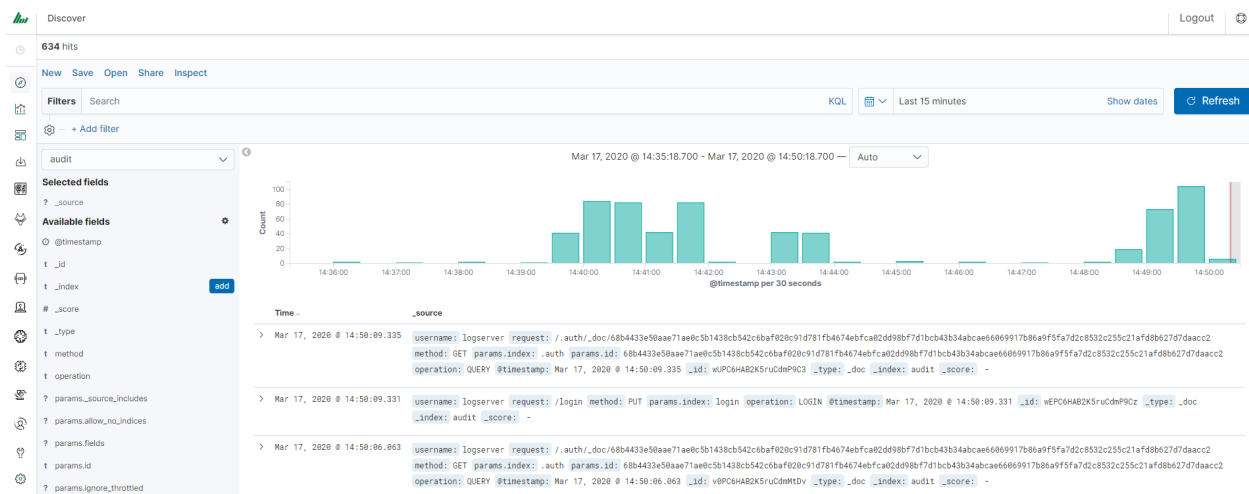 Discover
Logout
634 hits
New Save Open Share Inspect
Filters Search KQL Last 15 minutes Show dates Refresh
+ Add filter
audit
Selected fields
? _source
Available fields
@timestamp
t _id
t _index add
# _score
t _type
t method
t operation
? params._source_includes
? params.allow_no_indices
? params.fields
t params.id
? params.ignore_throttled
Mar 17, 2020 @ 14:35:18.700 - Mar 17, 2020 @ 14:50:18.700 — Auto
Count
100
80
60
40
20
0
14:36:00 14:37:00 14:38:00 14:39:00 14:40:00 14:41:00 14:42:00 14:43:00 14:44:00 14:45:00 14:46:00 14:47:00 14:48:00 14:49:00 14:50:00
@timestamp per 30 seconds
Time _source
Mar 17, 2020 @ 14:50:09.335 username: logserver request: /.auth/_doc/68b4433e50aae71ae0c5b1438cb542c6baf020c91d781fb4674ebfca02dd98bf7d1bcb43b34abcae66069917b86a9f5fa7d2c8532c255c21afd8b627d7daacc2
method: GET params.index: .auth params.id: 68b4433e50aae71ae0c5b1438cb542c6baf020c91d781fb4674ebfca02dd98bf7d1bcb43b34abcae66069917b86a9f5fa7d2c8532c255c21afd8b627d7daacc2
operation: QUERY @timestamp: Mar 17, 2020 @ 14:50:09.335 _id: wUPC6HAB2K5ruCdmP9C3 _type: _doc _index: audit _score: -
Mar 17, 2020 @ 14:50:09.331 username: logserver request: /login method: PUT params.index: login operation: LOGIN @timestamp: Mar 17, 2020 @ 14:50:09.331 _id: wEPC6HAB2K5ruCdmP9Cz _type: _doc
_index: audit _score: -
Mar 17, 2020 @ 14:50:06.063 username: logserver request: /.auth/_doc/68b4433e50aae71ae0c5b1438cb542c6baf020c91d781fb4674ebfca02dd98bf7d1bcb43b34abcae66069917b86a9f5fa7d2c8532c255c21afd8b627d7daacc2
method: GET params.index: .auth params.id: 68b4433e50aae71ae0c5b1438cb542c6baf020c91d781fb4674ebfca02dd98bf7d1bcb43b34abcae66069917b86a9f5fa7d2c8532c255c21afd8b627d7daacc2
operation: QUERY @timestamp: Mar 17, 2020 @ 14:50:06.063 _id: v0PC6HAB2K5ruCdmMtDv _type: _doc _index: audit _score: -